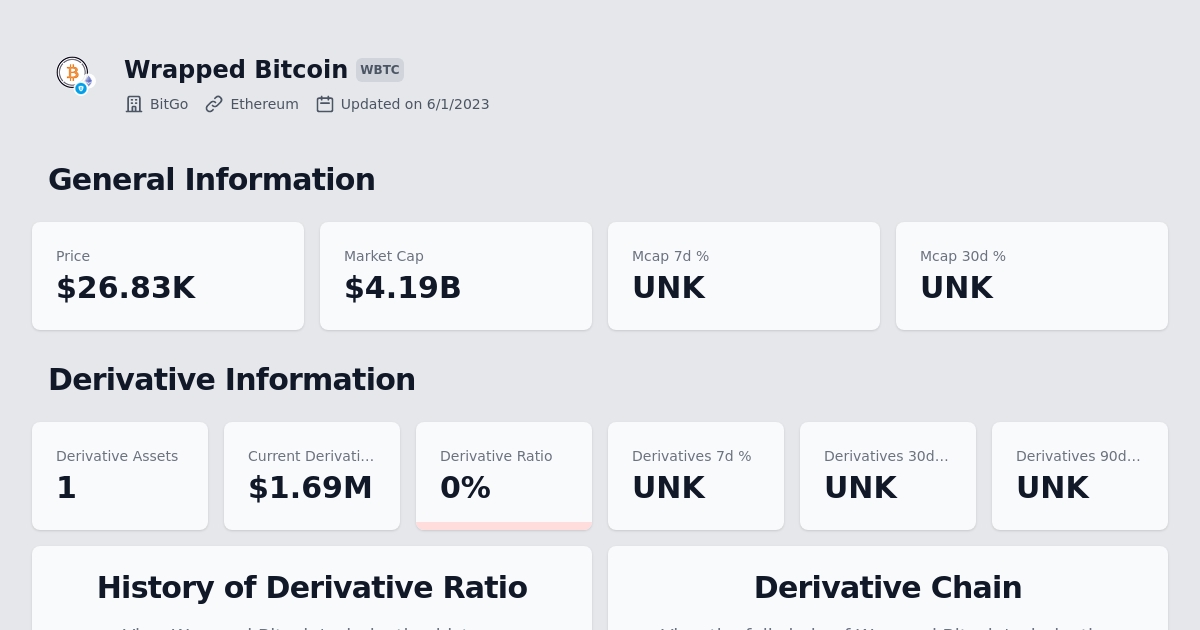 Wrapped Bitcoin WBTC
BitGo Ethereum Updated on 6/1/2023
General Information
Price Market Cap Mcap 7d % Mcap 30d %
$26.83K $4.19B UNK UNK
Derivative Information
Derivative Assets Current Derivati... Derivative Ratio Derivatives 7d % Derivatives 30d... Derivatives 90d...
1 $1.69M 0% UNK UNK UNK
History of Derivative Ratio Derivative Chain